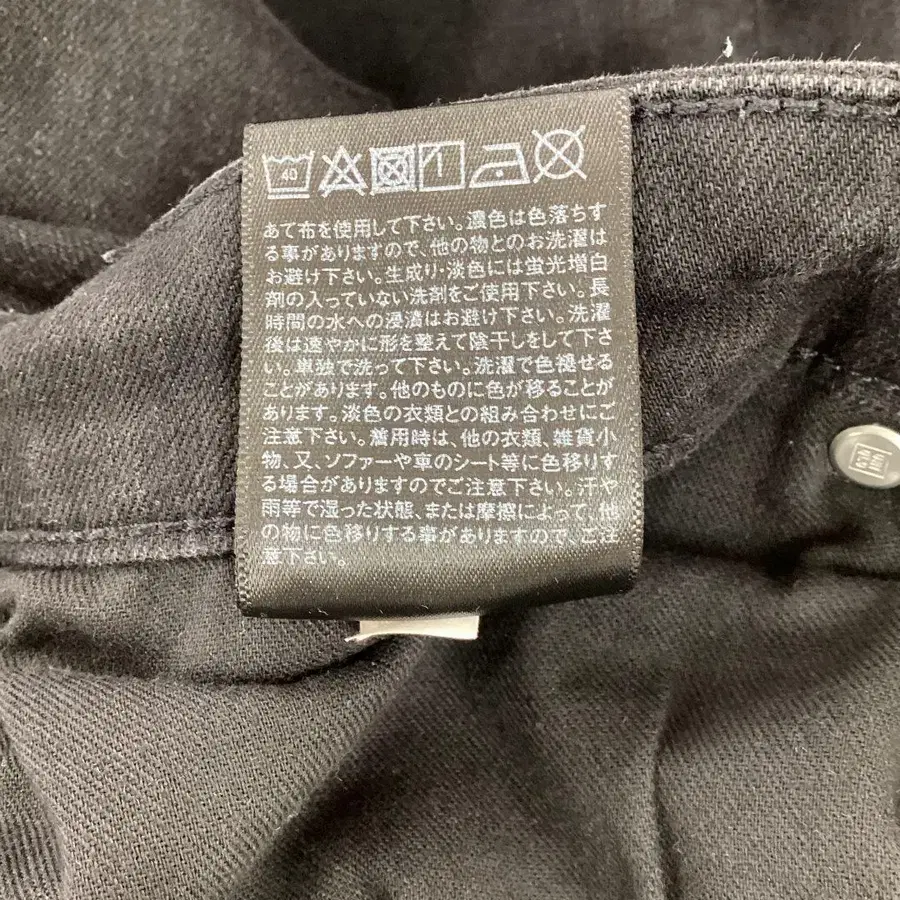 40
あて布を使用して下さい。濃色は色落ちす
る事がありますので、他の物とのお洗濯は
お避け下さい。生成り・淡色には蛍光増白
剤の入っていない洗剤をご使用下さい。長
時間の水への浸漬はお避け下さい。洗濯
後は速やかに形を整えて陰干しをして下さ
い。単独で洗って下さい。洗濯で色褪せる
ことがあります。他のものに色が移ることが
あります。淡色の衣類との組み合わせにご
注意下さい。着用時は、他の衣類、雑貨小
物、又、ソファーや車のシート等に色移りす
る場合がありますのでご注意下さい。汗や
雨等で湿った状態、または摩擦によって、他
の物に色移りする事がありますので、ご注
意下さい。